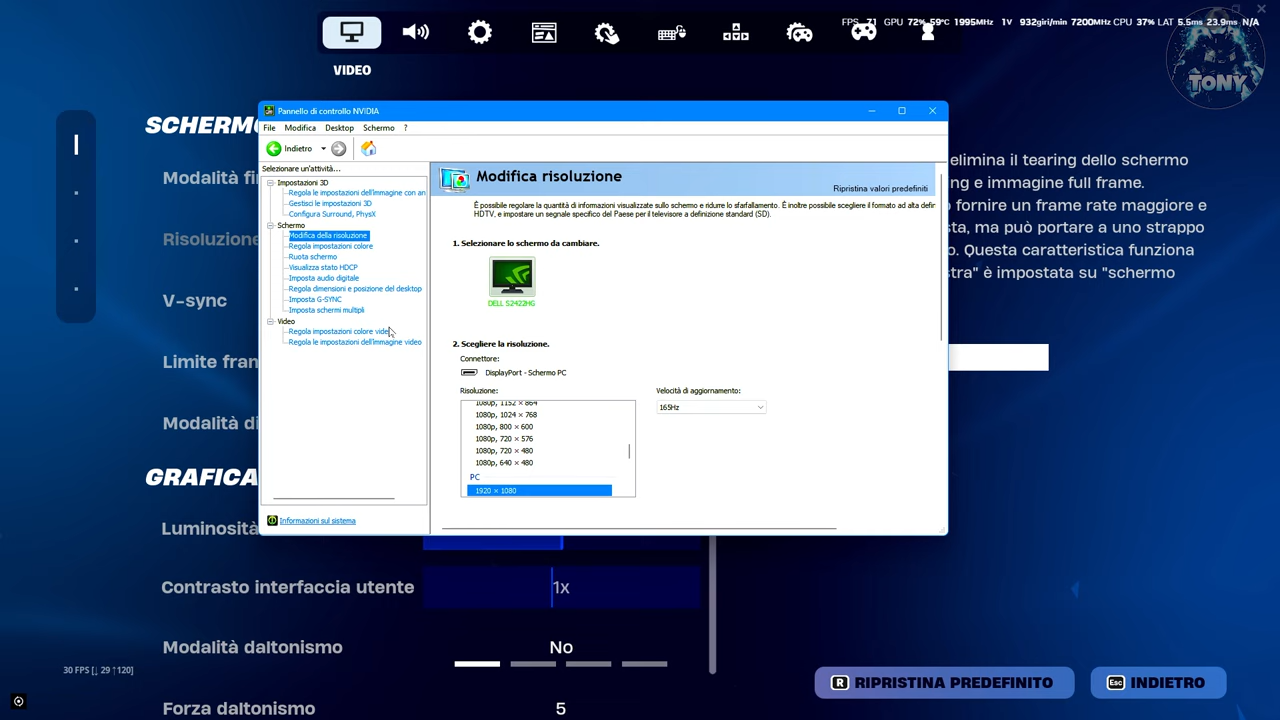 FPS 71 GPU 72% 59°C 1995MHz 1V 932giri/min 7200MHz CPU 37% LAT 5.5ms 23.9ms N/A
TONY
VIDEO
SCHERMO
Modalità
Risoluzione
V-sync
Limite
Modalità
GRAFICA
Luminosità
Contrasto interfaccia utente
1x
Modalità daltonismo
No
Forza daltonismo
5
30 FPS [↓ 29 ↑120]
elimina il tearing dello schermo
e immagine full frame.
fornire un frame rate maggiore e
ma può portare a uno strappo
Questa caratteristica funziona
è impostata su "schermo
Pannello di controllo NVIDIA
File Modifica Desktop Schermo ?
Indietro
Selezionare un'attività...
Impostazioni 3D
Regola le impostazioni dell'immagine con an
Gestisci le impostazioni 3D
Configura Surround, PhysX
Schermo
Modifica della risoluzione
Regola impostazioni colore
Ruota schermo
Visualizza stato HDCP
Imposta audio digitale
Regola dimensioni e posizione del desktop
Imposta G-SYNC
Imposta schermi multipli
Video
Regola impostazioni colore video
Regola le impostazioni dell'immagine video
Informazioni sul sistema
Modifica risoluzione
Ripristina valori predefiniti
È possibile regolare la quantità di informazioni visualizzate sullo schermo e ridurre lo sfarfallamento. È inoltre possibile scegliere il formato ad alta defin
HDTV, e impostare un segnale specifico del Paese per il televisore a definizione standard (SD).
1. Selezionare lo schermo da cambiare.
DELL S2422HG
2. Scegliere la risoluzione.
Connettore:
DisplayPort - Schermo PC
Risoluzione:
Velocità di aggiornamento:
165Hz
1080p, 1152 × 864
1080p, 1024 × 768
1080p, 800 × 600
1080p, 720 × 576
1080p, 720 × 480
1080p, 640 × 480
PC
1920 × 1080
R RIPRISTINA PREDEFINITO
Esc INDIETRO